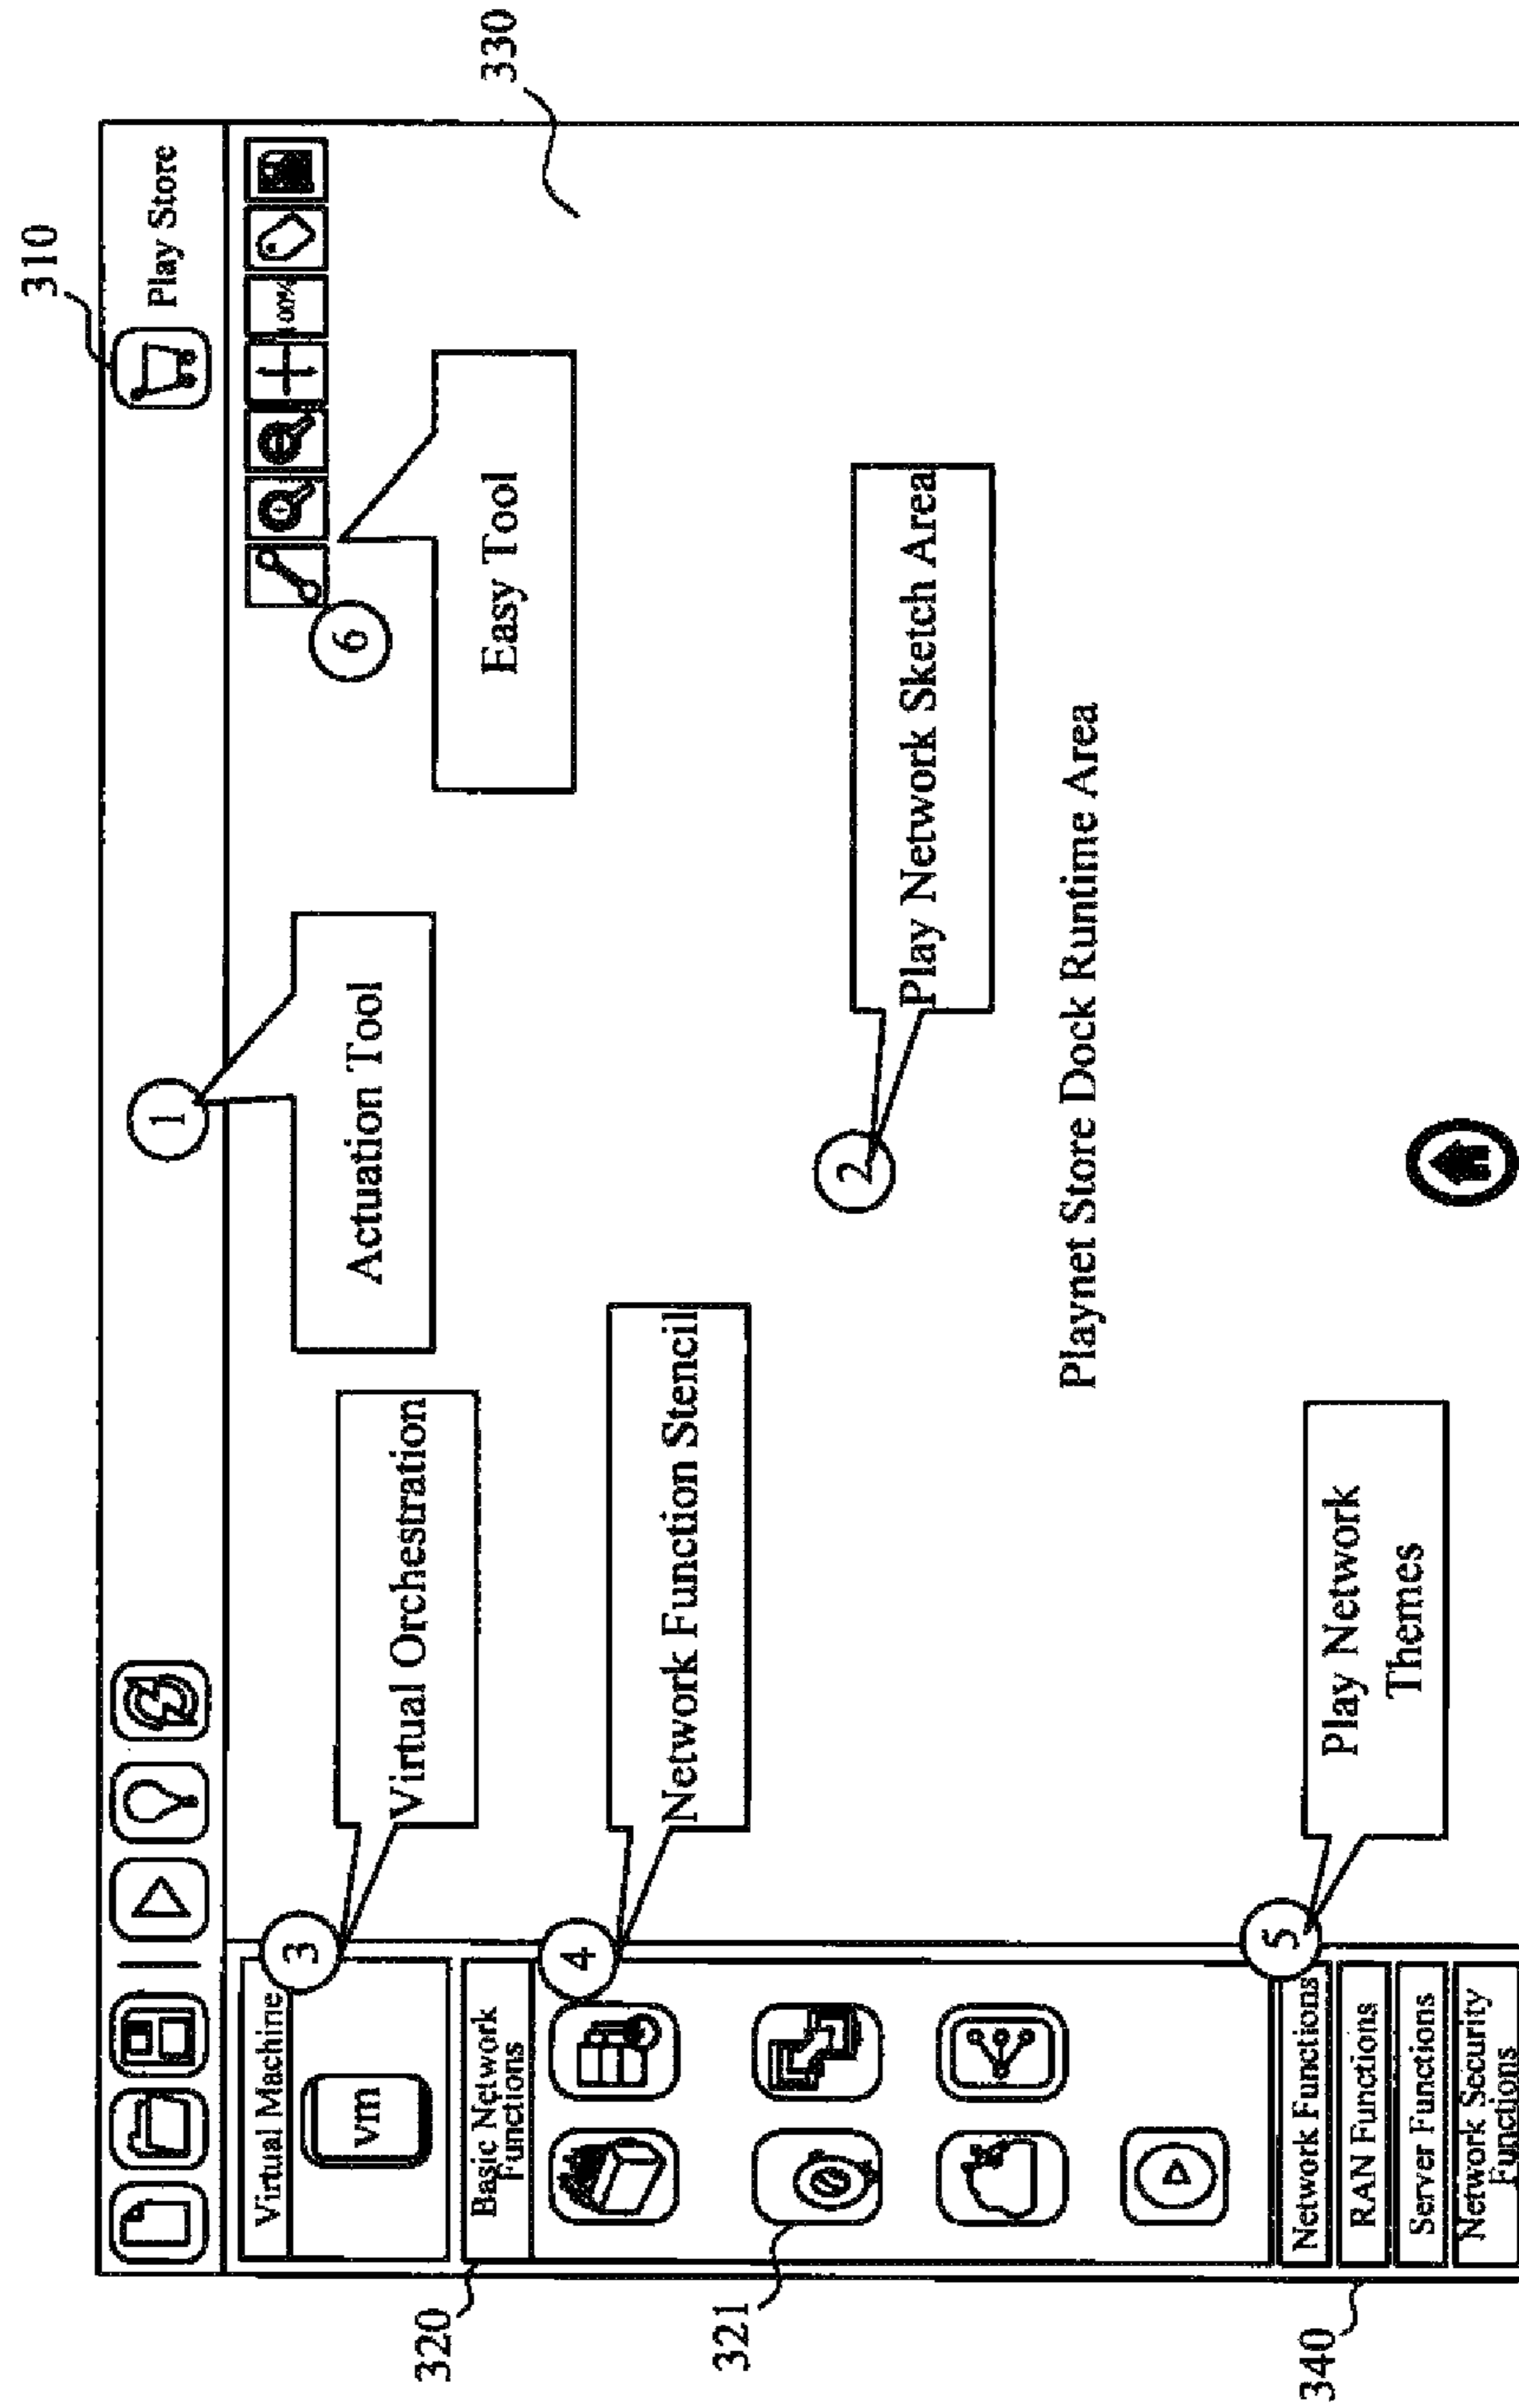 310
Play Store
1
Actuation Tool
Virtual Machine
3
vm
Virtual Orchestration
6
Easy Tool
330
320
Basic Network
Functions
4
Network Function Stencil
321
2
Play Network Sketch Area
Playnet Store Dock Runtime Area
5
Play Network
Themes
340
Network Functions
RAN Functions
Server Functions
Network Security
Functions